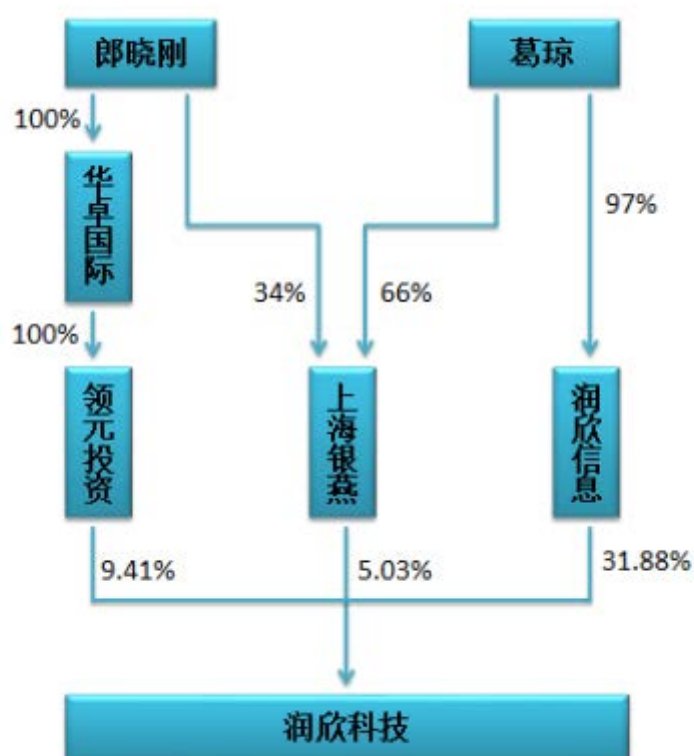 郎晓刚
葛琼
100%
华卓国际
97%
34%
66%
100%
领元投资
上海银燕
润欣信息
9.41%
5.03%
31.88%
润欣科技